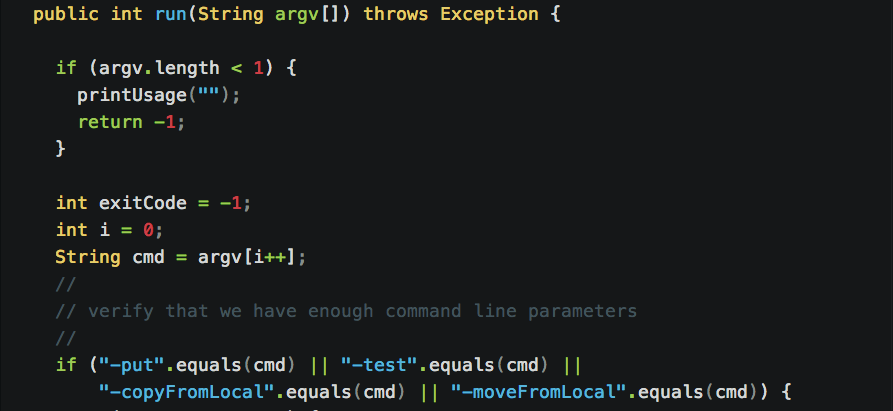 public int run(String argv[]) throws Exception {
if (argv.length < 1) {
printUsage("");
return -1;
}
int exitCode = -1;
int i = 0;
String cmd = argv[i++];
//
// verify that we have enough command line parameters
//
if ("-put".equals(cmd) || "-test".equals(cmd) ||
"-copyFromLocal".equals(cmd) || "-moveFromLocal".equals(cmd)) {